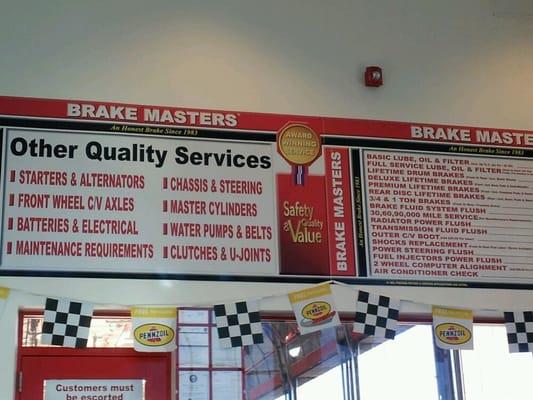 BRAKE MASTERS
An Honest Brake Since 1983
Other Quality Services
STARTERS & ALTERNATORS
FRONT WHEEL C/V AXLES
BATTERIES & ELECTRICAL
MAINTENANCE REQUIREMENTS
CHASSIS & STEERING
MASTER CYLINDERS
WATER PUMPS & BELTS
CLUTCHES & U-JOINTS
AWARD
WINNING
SERVICE
Safety
Quality
& Value
BRAKE MASTERS
An Honest Brake Since 1983
BRAKE MASTERS
An Honest Brake Since 1983
BASIC LUBE, OIL & FILTER
FULL SERVICE LUBE, OIL & FILTER
LIFETIME DRUM BRAKES
DELUXE LIFETIME BRAKES
PREMIUM LIFETIME BRAKES
REAR DISC LIFETIME BRAKES
3/4 & 1 TON BRAKES
BRAKE FLUID SYSTEM FLUSH
30,60,90,000 MILE SERVICE
RADIATOR POWER FLUSH
TRANSMISSION FLUID FLUSH
OUTER C/V BOOT
SHOCKS REPLACEMENT
POWER STEERING FLUSH
FUEL INJECTORS POWER FLUSH
2 WHEEL COMPUTER ALIGNMENT
AIR CONDITIONER CHECK
PENNZOIL
PENNZOIL
PENNZOIL
Customers must
be escorted